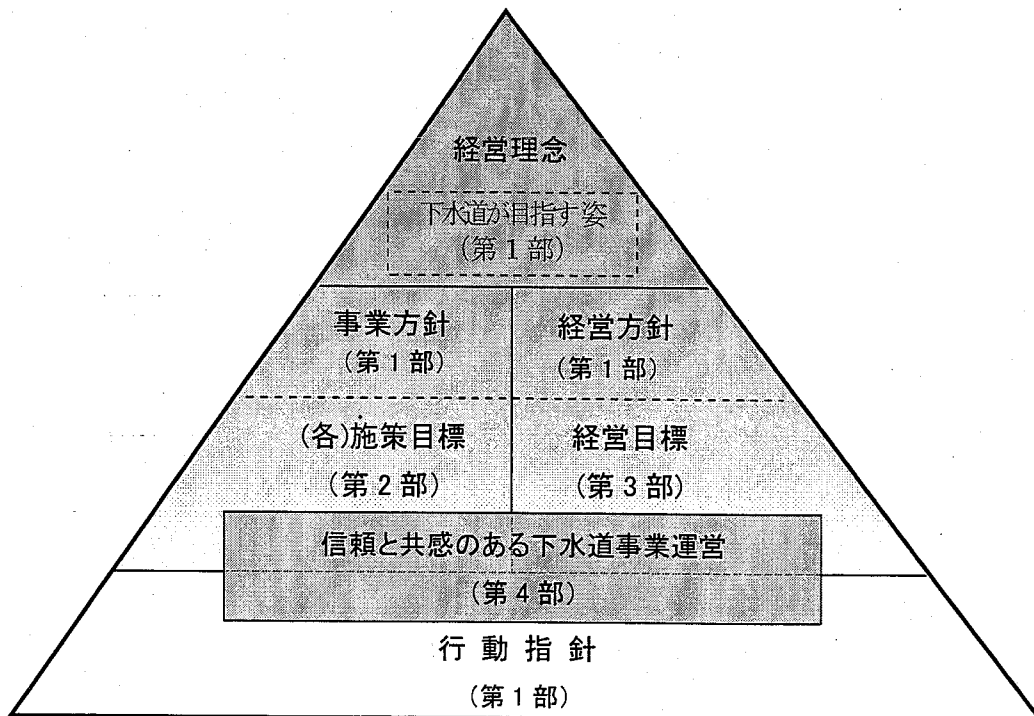 経営理念
下水道が目指す姿
(第1部)
事業方針
(第1部)
経営方針
(第1部)
(各)施策目標
(第2部)
経営目標
(第3部)
信頼と共感のある下水道事業運営
(第4部)
行動指針
(第1部)